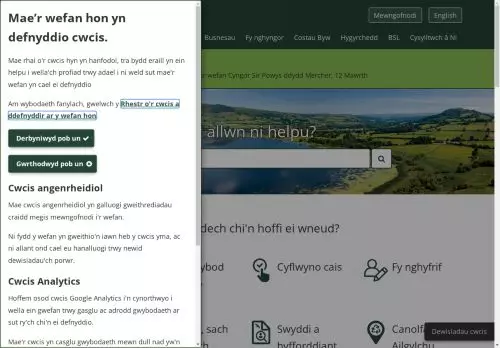 Mae'r wefan hon yn
defnyddio cwcis.
Mae rhai o'r cwcis hyn yn hanfodol, tra bydd eraill yn ein
helpu i wella'ch profiad trwy adael i ni weld sut mae'r
wefan yn cael ei defnyddio
Am wybodaeth fanylach, gwelwch y Rhestr o'r cwcis a
ddefnyddir ar y wefan hon
Derbyniwyd pob un
Gwrthodwyd pob un
Cwcis angenrheidiol
Mae cwcis angenrheidiol yn galluogi gweithrediadau
craidd megis mewngofnodi i'r wefan.
Ni fydd y wefan yn gweithio'n iawn heb y cwcis yma, ac
ni allant ond cael eu hanalluogi trwy newid
dewisiadau'ch porwr.
Cwcis Analytics
Hoffem osod cwcis Google Analytics i'n cynorthwyo i
wella ein gwefan trwy gasglu ac adrodd gwybodaeth ar
sut ry'ch chi'n ei defnyddio.
Mae'r cwcis yn casglu gwybodaeth mewn dull nad yw'n
Mewngofnodi
English
Busnesau
Fy nghyngor
Costau Byw
Hygyrchedd
BSL
Cysylltwch â Ni
wefan Cyngor Sir Powys ddydd Mercher, 12 Mawrth
allwn ni helpu?
dech chi'n hoffi ei wneud?
ybod
Cyflwyno cais
Fy nghyfrif
, sach
Swyddi a
hyfforddiant
Canolfa
Ailgylchu
Dewisiadau cwcis